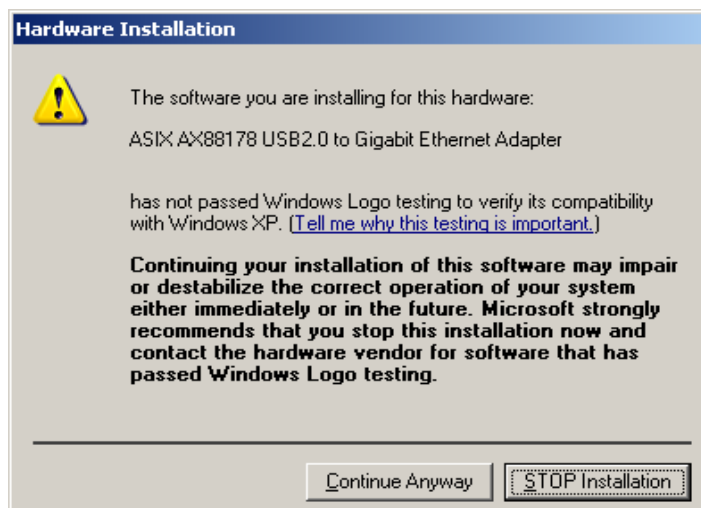 Hardware Installation
The software you are installing for this hardware:
ASIX AX88178 USB2.0 to Gigabit Ethernet Adapter
has not passed Windows Logo testing to verify its compatibility
with Windows XP. (Tell me why this testing is important.)
Continuing your installation of this software may impair
or destabilize the correct operation of your system
either immediately or in the future. Microsoft strongly
recommends that you stop this installation now and
contact the hardware vendor for software that has
passed Windows Logo testing.
Continue Anyway
STOP Installation